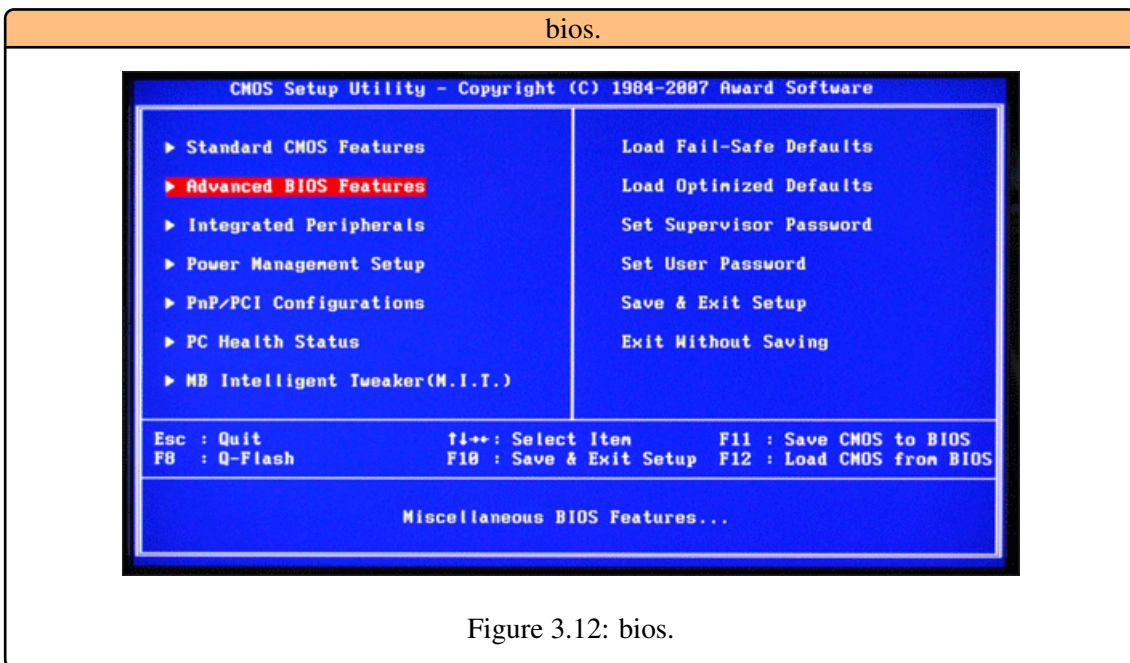 bios.
CMOS Setup Utility - Copyright (C) 1984-2007 Award Software
▶ Standard CMOS Features
▶ Advanced BIOS Features
▶ Integrated Peripherals
▶ Power Management Setup
▶ PnP/PCI Configurations
▶ PC Health Status
▶ MB Intelligent Tweaker(M.I.T.)
Load Fail-Safe Defaults
Load Optimized Defaults
Set Supervisor Password
Set User Password
Save & Exit Setup
Exit Without Saving
Esc : Quit ↑↓→←: Select Item F11 : Save CMOS to BIOS
F8 : Q-Flash F10 : Save & Exit Setup F12 : Load CMOS from BIOS
Miscellaneous BIOS Features...
Figure 3.12: bios.